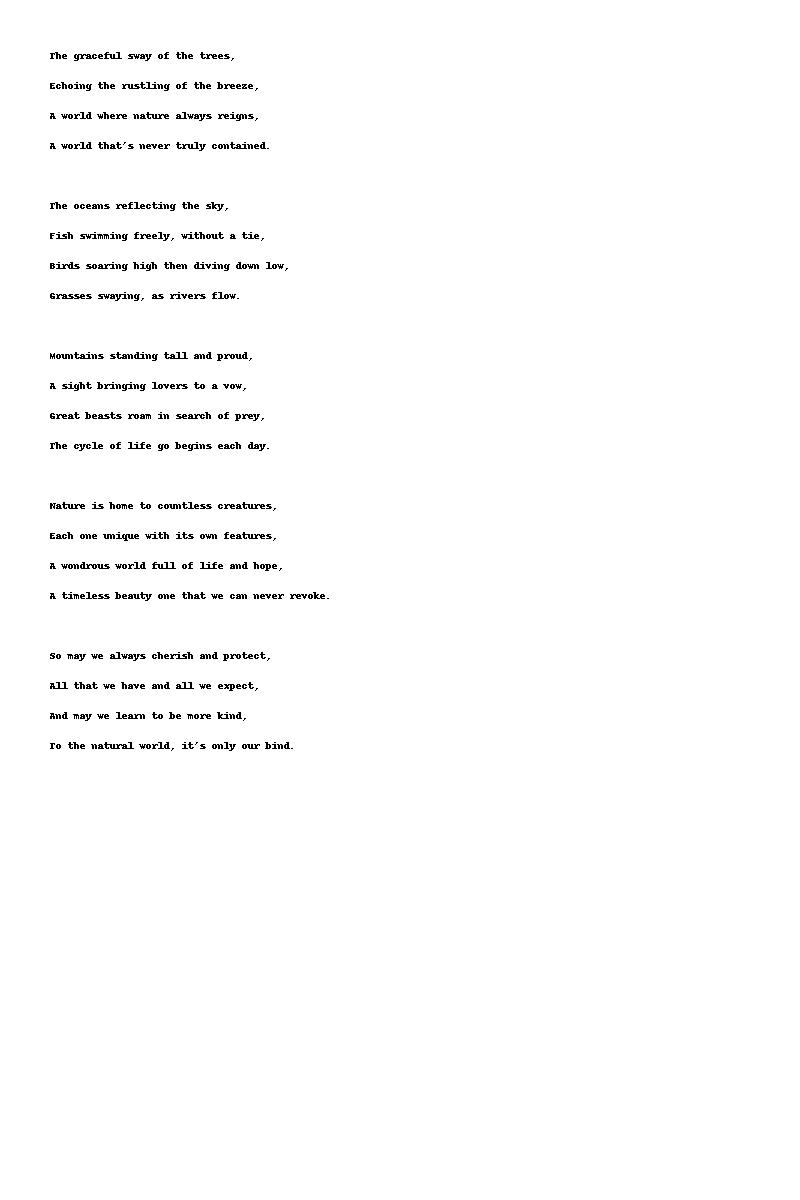 The graceful sway of the trees,
Echoing the rustling of the breeze,
A world where nature always reigns,
A world that's never truly contained.

The oceans reflecting the sky,
Fish swimming freely, without a tie,
Birds soaring high then diving down low,
Grasses swaying, as rivers flow.

Mountains standing tall and proud,
A sight bringing lovers to a vow,
Great beasts roam in search of prey,
The cycle of life go begins each day.

Nature is home to countless creatures,
Each one unique with its own features,
A wondrous world full of life and hope,
A timeless beauty one that we can never revoke.

So may we always cherish and protect,
All that we have and all we expect,
And may we learn to be more kind,
To the natural world, it's only our bind.